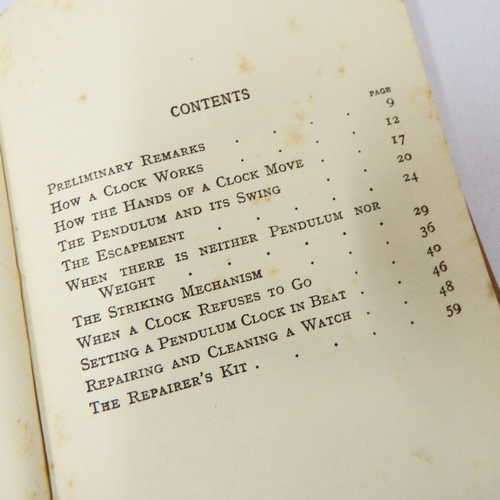 CONTENTS
PAGE
PRELIMINARY REMARKS . . . . 9
HOW A CLOCK WORKS . . . . 12
HOW THE HANDS OF A CLOCK MOVE . . 17
THE PENDULUM AND ITS SWING . . . 20
THE ESCAPEMENT . . . . . 24
WHEN THERE IS NEITHER PENDULUM NOR
WEIGHT . . . . . . 29
THE STRIKING MECHANISM . . . . 36
WHEN A CLOCK REFUSES TO GO . . . 40
SETTING A PENDULUM CLOCK IN BEAT . . 46
REPAIRING AND CLEANING A WATCH . . 48
THE REPAIRER'S KIT . . . . . 59